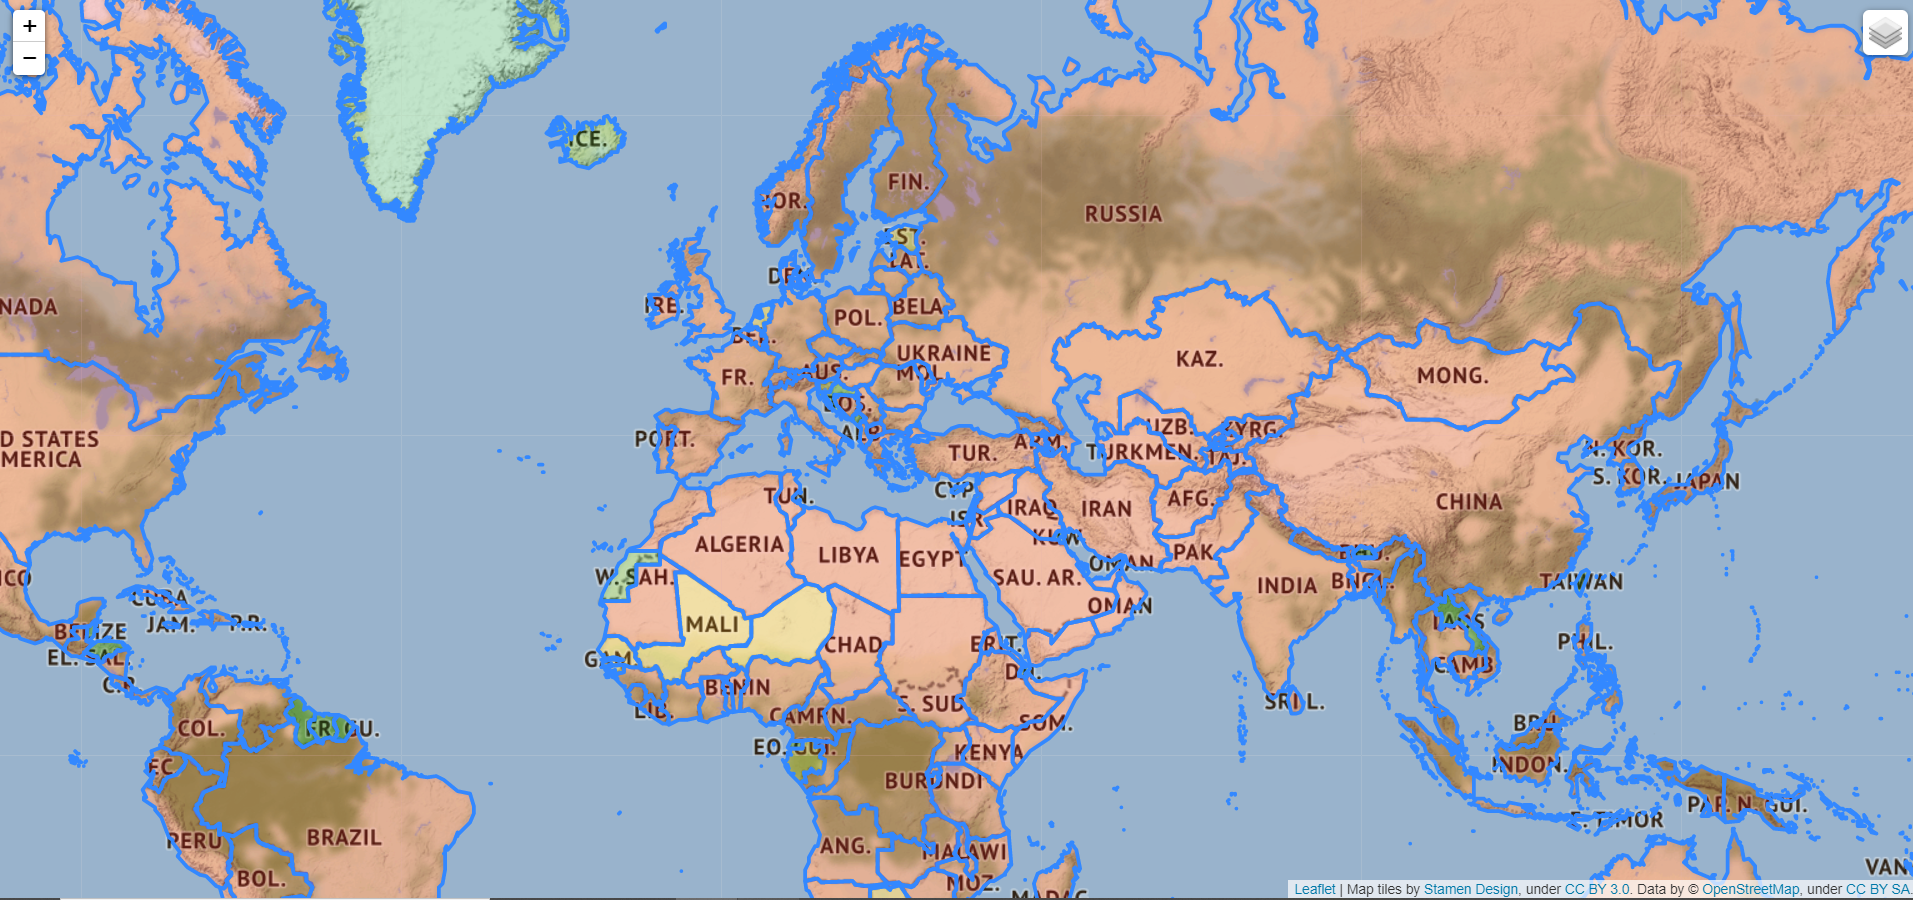 +
−
ICE.
FIN.
NOR.
RUSSIA
EST.
LAT.
DEN.
IRE.
NADA
BELA
POL.
BEL.
UKRAINE
KAZ.
AUS.
MOL.
FR.
MONG.
BOS.
UZB.
KYRG.
ALB.
PORT.
ARM.
D STATES
MERICA
TUR.
TURKMEN.
TAJ.
N. KOR.
S. KOR.
JAPAN
CYP.
TUN.
IRAQ
IRAN
AFG.
CHINA
ISR.
KUW.
ALGERIA
LIBYA
EGYPT
PAK.
BHU.
OMAN
ICO
W. SAH.
SAU. AR.
INDIA
BNGL.
TAIWAN
CUBA
JAM.
P.R.
OMAN
MALI
LAOS
BELIZE
EL. SAL.
CHAD
ERIT.
PHIL.
GAM.
DJI.
CAMB.
C.R.
BENIN
LIB.
S. SUD.
SRI L.
CAMRN.
SOM.
BRU.
COL.
FR. GU.
EQ. GUI.
KENYA
EC.
INDON.
BURUNDI
PAP. N. GUI.
E. TIMOR
PERU
BRAZIL
ANG.
MALAWI
VAN
BOL.
MOZ.
MADAG.
Leaflet | Map tiles by Stamen Design, under CC BY 3.0. Data by © OpenStreetMap, under CC BY SA.